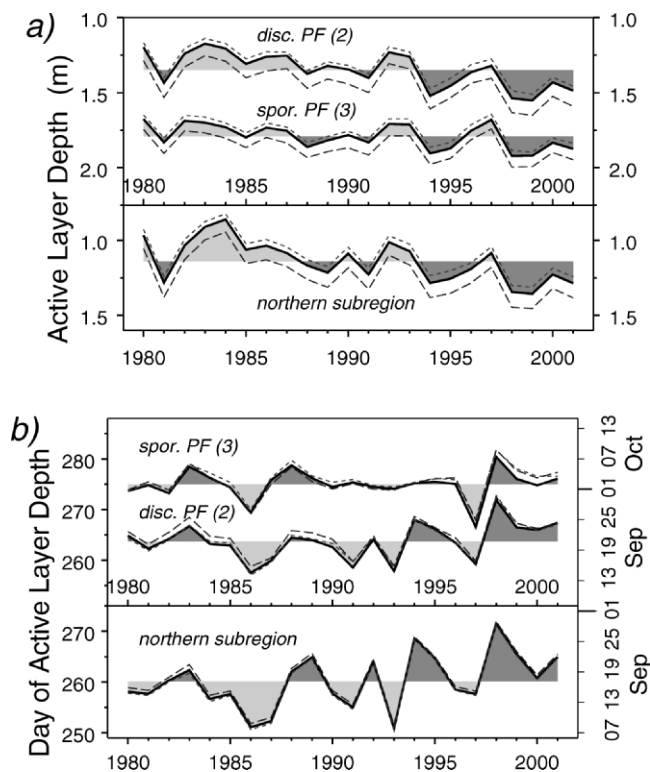 a)
Active Layer Depth (m)
1.0 1.0
disc. PF (2)
1.5 1.5
spor. PF (3)
2.0 2.0
1980 1985 1990 1995 2000
1.0 1.0
northern subregion
1.5 1.5
1980 1985 1990 1995 2000
b)
Day of Active Layer Depth
spor. PF (3)
280
270
disc. PF (2)
260
13
07
01
25
19
13
Oct
Sep
1980 1985 1990 1995 2000
01
northern subregion
270
260
250
25
19
13
07
Sep
1980 1985 1990 1995 2000